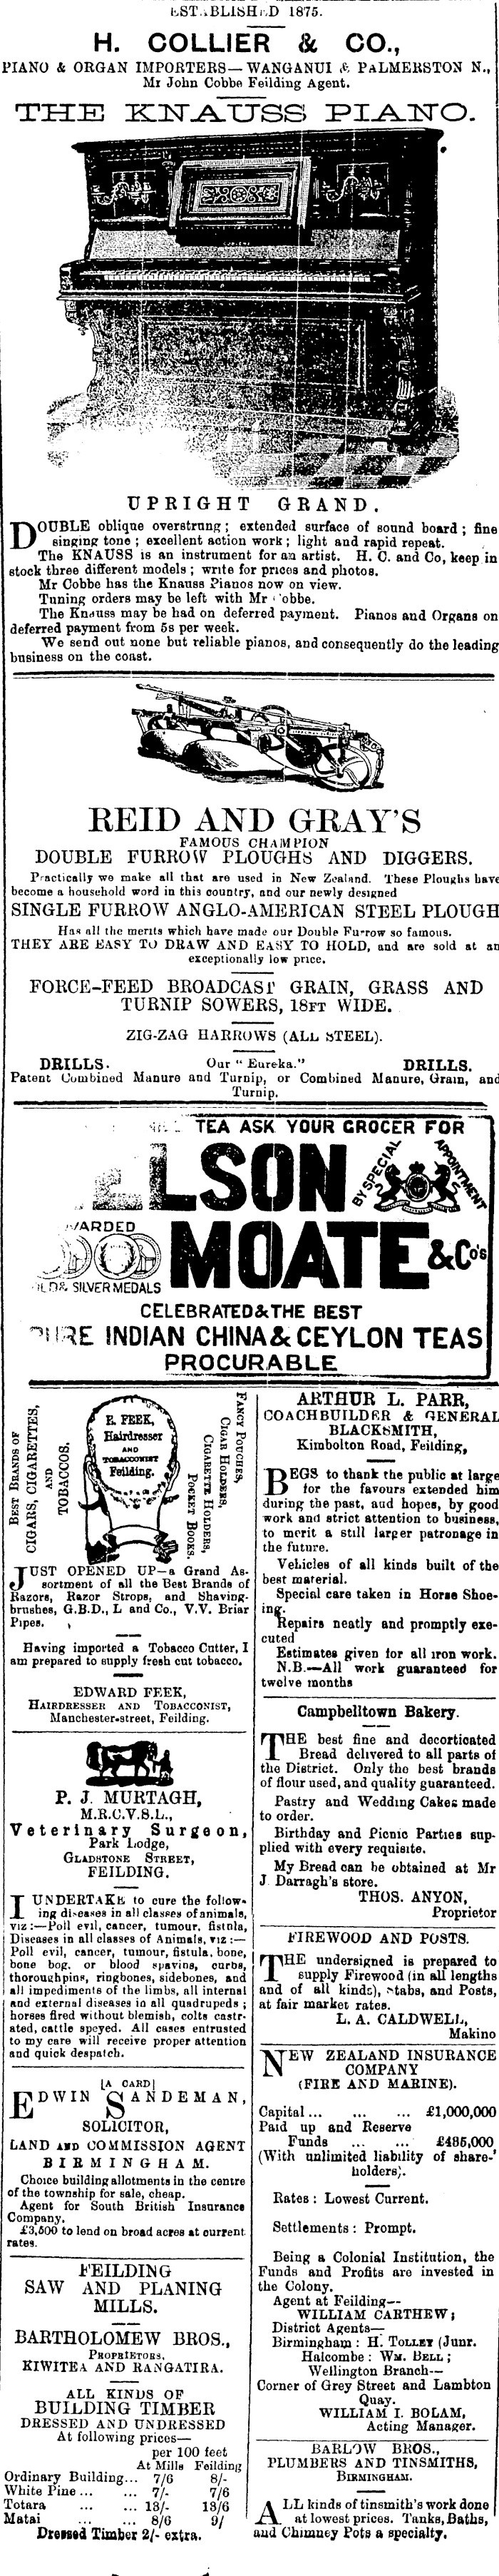 ESTABLISHED 1875.
H. COLLIER & CO.,
PIANO & ORGAN IMPORTERS—WANGANUI & PALMERSTON N.,
Mr John Cobbe Feilding Agent.
THE KNAUSS PIANO.
UPRIGHT GRAND.
DOUBLE oblique overstrung; extended surface of sound board; fine
singing tone; excellent action work; light and rapid repeat.
The KNAUSS is an instrument for an artist. H. C. and Co, keep in
stock three different models; write for prices and photos.
Mr Cobbe has the Knauss Pianos now on view.
Tuning orders may be left with Mr Cobbe.
The Knauss may be had on deferred payment. Pianos and Organs on
deferred payment from 5s per week.
We send out none but reliable pianos, and consequently do the leading
business on the coast.
REID AND GRAY'S
FAMOUS CHAMPION
DOUBLE FURROW PLOUGHS AND DIGGERS.
Practically we make all that are used in New Zealand. These Ploughs have
become a household word in this country, and our newly designed
SINGLE FURROW ANGLO-AMERICAN STEEL PLOUGH
Has all the merits which have made our Double Furrow so famous.
THEY ARE EASY TO DRAW AND EASY TO HOLD, and are sold at an
exceptionally low price.
FORCE-FEED BROADCAST GRAIN, GRASS AND
TURNIP SOWERS, 18FT WIDE.
ZIG-ZAG HARROWS (ALL STEEL).
DRILLS. Our "Eureka." DRILLS.
Patent Combined Manure and Turnip, or Combined Manure, Grain, and
Turnip.
TEA ASK YOUR GROCER FOR
ELSON
BY SPECIAL APPOINTMENT
MOATE & Co's
WARDED
GOLD & SILVER MEDALS
CELEBRATED & THE BEST
PURE INDIAN CHINA & CEYLON TEAS
PROCURABLE
BEST BRANDS OF
CIGARS, CIGARETTES,
AND
TOBACCOS.
E. FEEK,
Hairdresser
AND
TOBACCONIST
Feilding.
FANCY POUCHES,
CIGAR HOLDERS,
CIGARETTE HOLDERS,
POCKET BOOKS.
JUST OPENED UP—a Grand As-
sortment of all the Best Brands of
Razors, Razor Strops, and Shaving-
brushes, G.B.D., L and Co., V.V. Briar
Pipes.
Having imported a Tobacco Cutter, I
am prepared to supply fresh cut tobacco.
EDWARD FEEK,
HAIRDRESSER AND TOBACCONIST,
Manchester-street, Feilding.
P. J. MURTAGH,
M.R.C.V.S.L.,
Veterinary Surgeon,
Park Lodge,
GLADSTONE STREET,
FEILDING.
I UNDERTAKE to cure the follow-
ing diseases in all classes of animals,
viz:—Poll evil, cancer, tumour, fistula,
Diseases in all classes of Animals, viz:—
Poll evil, cancer, tumour, fistula, bone,
bone bog, or blood spavins, curbs,
thoroughpins, ringbones, sidebones, and
all impediments of the limbs, all internal
and external diseases in all quadrupeds;
horses fired without blemish, colts castr-
ated, cattle spayed. All cases entrusted
to my care will receive proper attention
and quick despatch.
[A CARD]
EDWIN SANDEMAN,
SOLICITOR,
LAND AND COMMISSION AGENT
BIRMINGHAM.
Choice building allotments in the centre
of the township for sale, cheap.
Agent for South British Insurance
Company.
£3,500 to lend on broad acres at current
rates.
FEILDING
SAW AND PLANING
MILLS.
BARTHOLOMEW BROS.,
PROPRIETORS,
KIWITEA AND RANGATIRA.
ALL KINDS OF
BUILDING TIMBER
DRESSED AND UNDRESSED
At following prices—
per 100 feet
At Mills Feilding
Ordinary Building... 7/6 8/-
White Pine... ... 7/- 7/6
Totara ... ... 13/- 13/6
Matai ... ... 8/6 9/
Dressed Timber 2/- extra.
ARTHUR L. PARR,
COACHBUILDER & GENERAL
BLACKSMITH,
Kimbolton Road, Feilding,
BEGS to thank the public at large
for the favours extended him
during the past, and hopes, by good
work and strict attention to business,
to merit a still larger patronage in
the future.
Vehicles of all kinds built of the
best material.
Special care taken in Horse Shoe-
ing.
Repairs neatly and promptly exe-
cuted
Estimates given for all iron work.
N.B.—All work guaranteed for
twelve months
Campbelltown Bakery.
THE best fine and decorticated
Bread delivered to all parts of
the District. Only the best brands
of flour used, and quality guaranteed.
Pastry and Wedding Cakes made
to order.
Birthday and Picnic Parties sup-
plied with every requisite.
My Bread can be obtained at Mr
J. Darragh's store.
THOS. ANYON,
Proprietor
FIREWOOD AND POSTS.
THE undersigned is prepared to
supply Firewood (in all lengths
and of all kinds), Stabs, and Posts,
at fair market rates.
L. A. CALDWELL,
Makino
NEW ZEALAND INSURANCE
COMPANY
(FIRE AND MARINE).
Capital... ... ... £1,000,000
Paid up and Reserve
Funds ... ... £485,000
(With unlimited liability of share-
holders).
Rates: Lowest Current.
Settlements: Prompt.
Being a Colonial Institution, the
Funds and Profits are invested in
the Colony.
Agent at Feilding—
WILLIAM CARTHEW;
District Agents—
Birmingham: H. TOLLEY (Junr.
Halcombe: WM. BELL;
Wellington Branch—
Corner of Grey Street and Lambton
Quay.
WILLIAM I. BOLAM,
Acting Manager.
BARLOW BROS.,
PLUMBERS AND TINSMITHS,
BIRMINGHAM.
ALL kinds of tinsmith's work done
at lowest prices. Tanks, Baths,
and Chimney Pots a specialty.